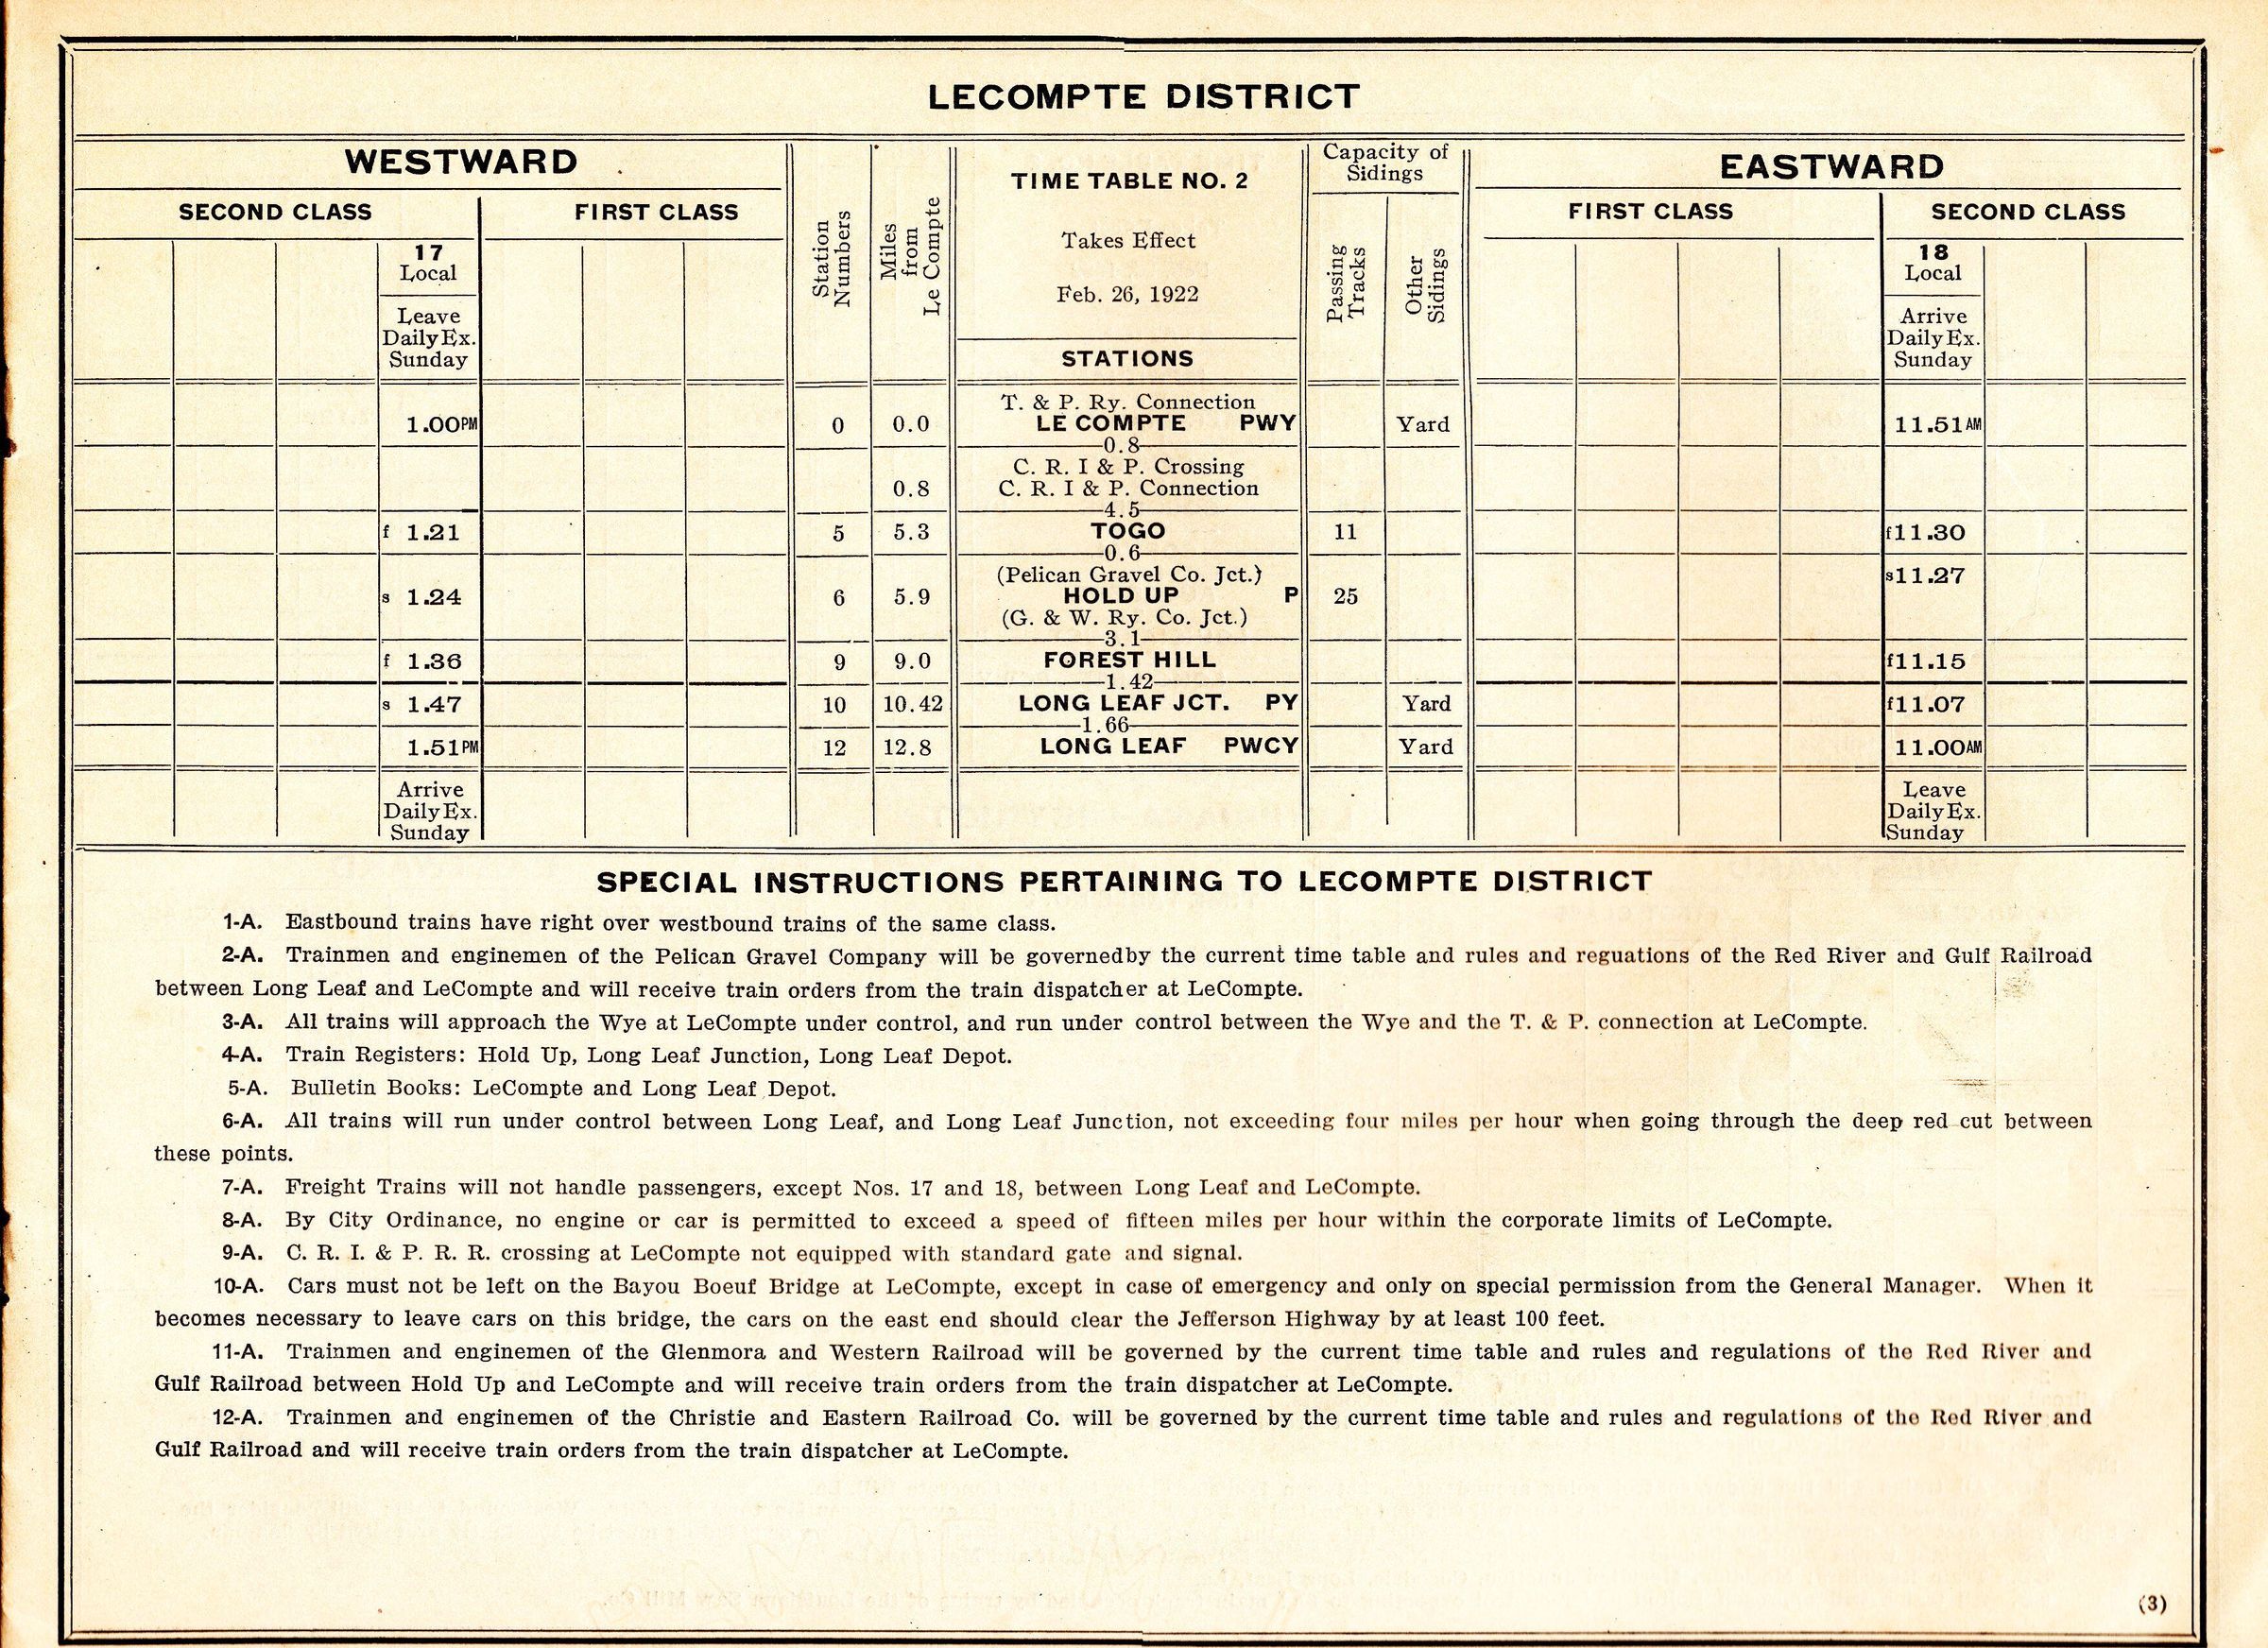 LECOMPTE DISTRICT
WESTWARD
EASTWARD
SECOND CLASS
FIRST CLASS
Station Numbers
Miles from Le Compte
TIME TABLE NO. 2
Takes Effect
Feb. 26, 1922
STATIONS
Capacity of
Sidings
Passing Tracks
Other Sidings
FIRST CLASS
SECOND CLASS
17
Local
Leave
Daily Ex.
Sunday
18
Local
Arrive
Daily Ex.
Sunday
T. & P. Ry. Connection
1.00PM 0 0.0 LE COMPTE PWY Yard 11.51AM
0.8
C. R. I & P. Crossing
0.8 C. R. I & P. Connection
4.5
f 1.21 5 5.3 TOGO 11 f11.30
0.6
(Pelican Gravel Co. Jct.) s11.27
s 1.24 6 5.9 HOLD UP P 25
(G. & W. Ry. Co. Jct.)
3.1
f 1.36 9 9.0 FOREST HILL f11.15
1.42
s 1.47 10 10.42 LONG LEAF JCT. PY Yard f11.07
1.66
1.51PM 12 12.8 LONG LEAF PWCY Yard 11.00AM
Arrive
Daily Ex.
Sunday
Leave
Daily Ex.
Sunday
SPECIAL INSTRUCTIONS PERTAINING TO LECOMPTE DISTRICT
1-A. Eastbound trains have right over westbound trains of the same class.
2-A. Trainmen and enginemen of the Pelican Gravel Company will be governedby the current time table and rules and reguations of the Red River and Gulf Railroad
between Long Leaf and LeCompte and will receive train orders from the train dispatcher at LeCompte.
3-A. All trains will approach the Wye at LeCompte under control, and run under control between the Wye and the T. & P. connection at LeCompte.
4-A. Train Registers: Hold Up, Long Leaf Junction, Long Leaf Depot.
5-A. Bulletin Books: LeCompte and Long Leaf Depot.
6-A. All trains will run under control between Long Leaf, and Long Leaf Junction, not exceeding four miles per hour when going through the deep red cut between
these points.
7-A. Freight Trains will not handle passengers, except Nos. 17 and 18, between Long Leaf and LeCompte.
8-A. By City Ordinance, no engine or car is permitted to exceed a speed of fifteen miles per hour within the corporate limits of LeCompte.
9-A. C. R. I. & P. R. R. crossing at LeCompte not equipped with standard gate and signal.
10-A. Cars must not be left on the Bayou Boeuf Bridge at LeCompte, except in case of emergency and only on special permission from the General Manager. When it
becomes necessary to leave cars on this bridge, the cars on the east end should clear the Jefferson Highway by at least 100 feet.
11-A. Trainmen and enginemen of the Glenmora and Western Railroad will be governed by the current time table and rules and regulations of the Red River and
Gulf Railroad between Hold Up and LeCompte and will receive train orders from the train dispatcher at LeCompte.
12-A. Trainmen and enginemen of the Christie and Eastern Railroad Co. will be governed by the current time table and rules and regulations of the Red River and
Gulf Railroad and will receive train orders from the train dispatcher at LeCompte.
(3)